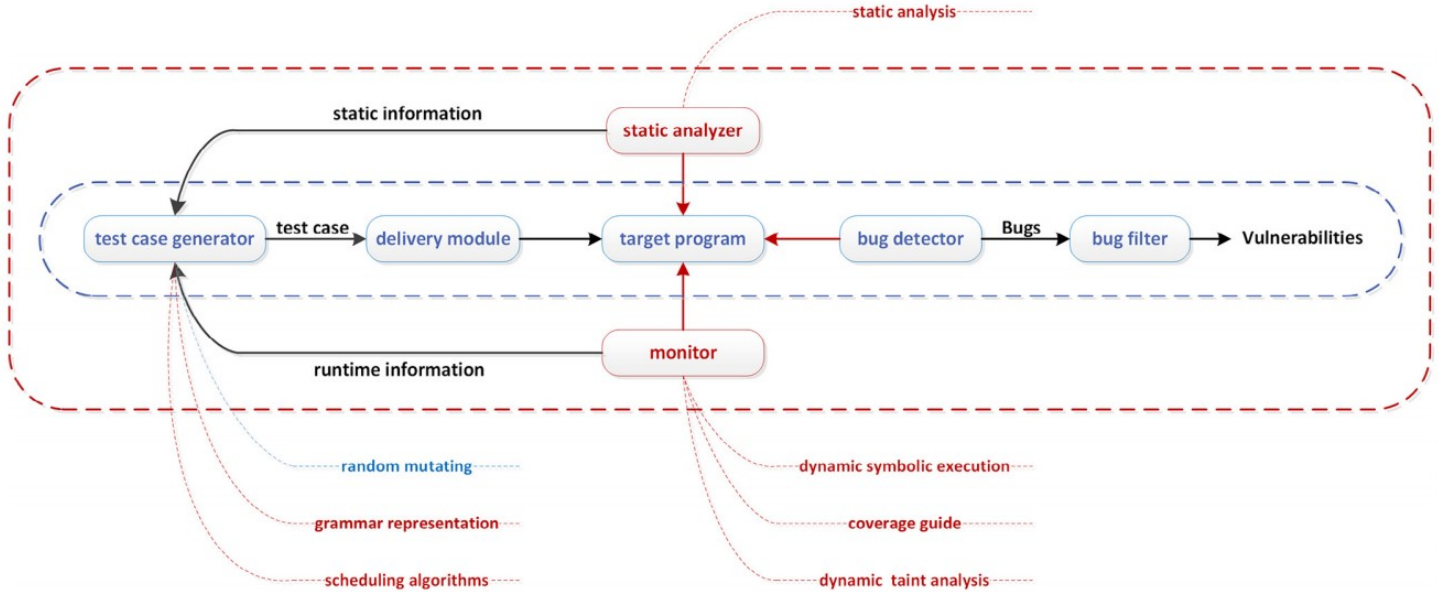 static analysis
static information
static analyzer
test case generator
test case
delivery module
target program
bug detector
Bugs
bug filter
Vulnerabilities
monitor
runtime information
random mutating
dynamic symbolic execution
grammar representation
coverage guide
scheduling algorithms
dynamic taint analysis